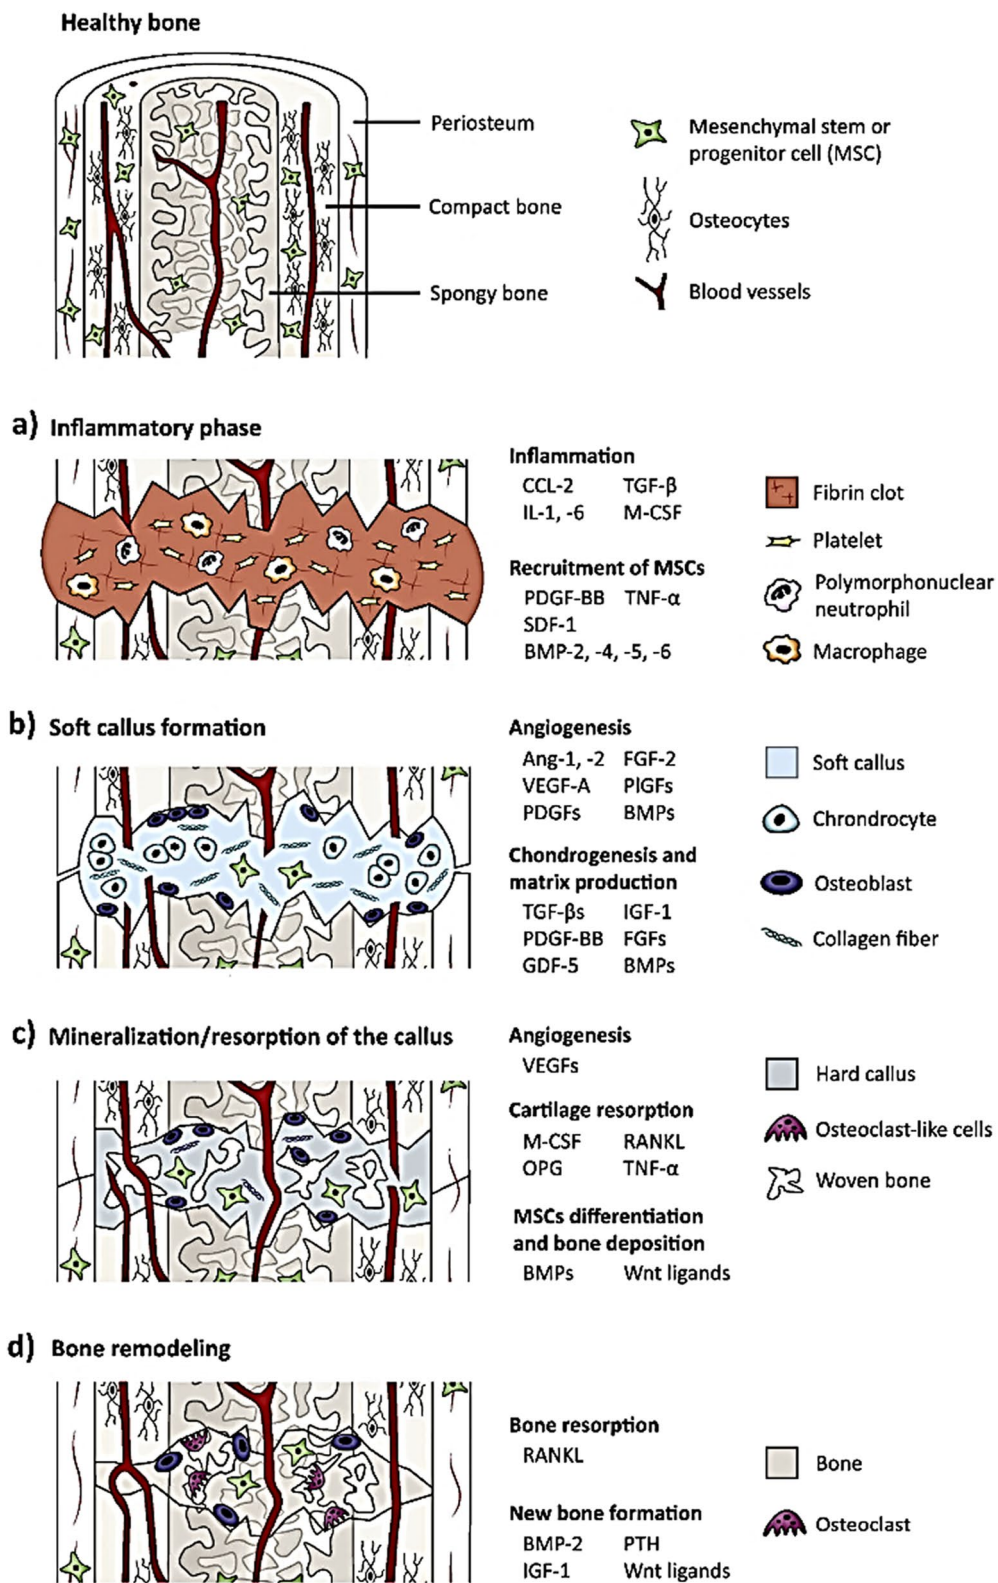 Healthy bone
Periosteum
Compact bone
Spongy bone
Mesenchymal stem or
progenitor cell (MSC)
Osteocytes
Blood vessels
a) Inflammatory phase
Inflammation
CCL-2 TGF-β
IL-1, -6 M-CSF
Recruitment of MSCs
PDGF-BB TNF-α
SDF-1
BMP-2, -4, -5, -6
Fibrin clot
Platelet
Polymorphonuclear
neutrophil
Macrophage
b) Soft callus formation
Angiogenesis
Ang-1, -2 FGF-2
VEGF-A PlGFs
PDGFs BMPs
Chondrogenesis and
matrix production
TGF-βs IGF-1
PDGF-BB FGFs
GDF-5 BMPs
Soft callus
Chrondrocyte
Osteoblast
Collagen fiber
c) Mineralization/resorption of the callus
Angiogenesis
VEGFs
Cartilage resorption
M-CSF RANKL
OPG TNF-α
MSCs differentiation
and bone deposition
BMPs Wnt ligands
Hard callus
Osteoclast-like cells
Woven bone
d) Bone remodeling
Bone resorption
RANKL
New bone formation
BMP-2 PTH
IGF-1 Wnt ligands
Bone
Osteoclast